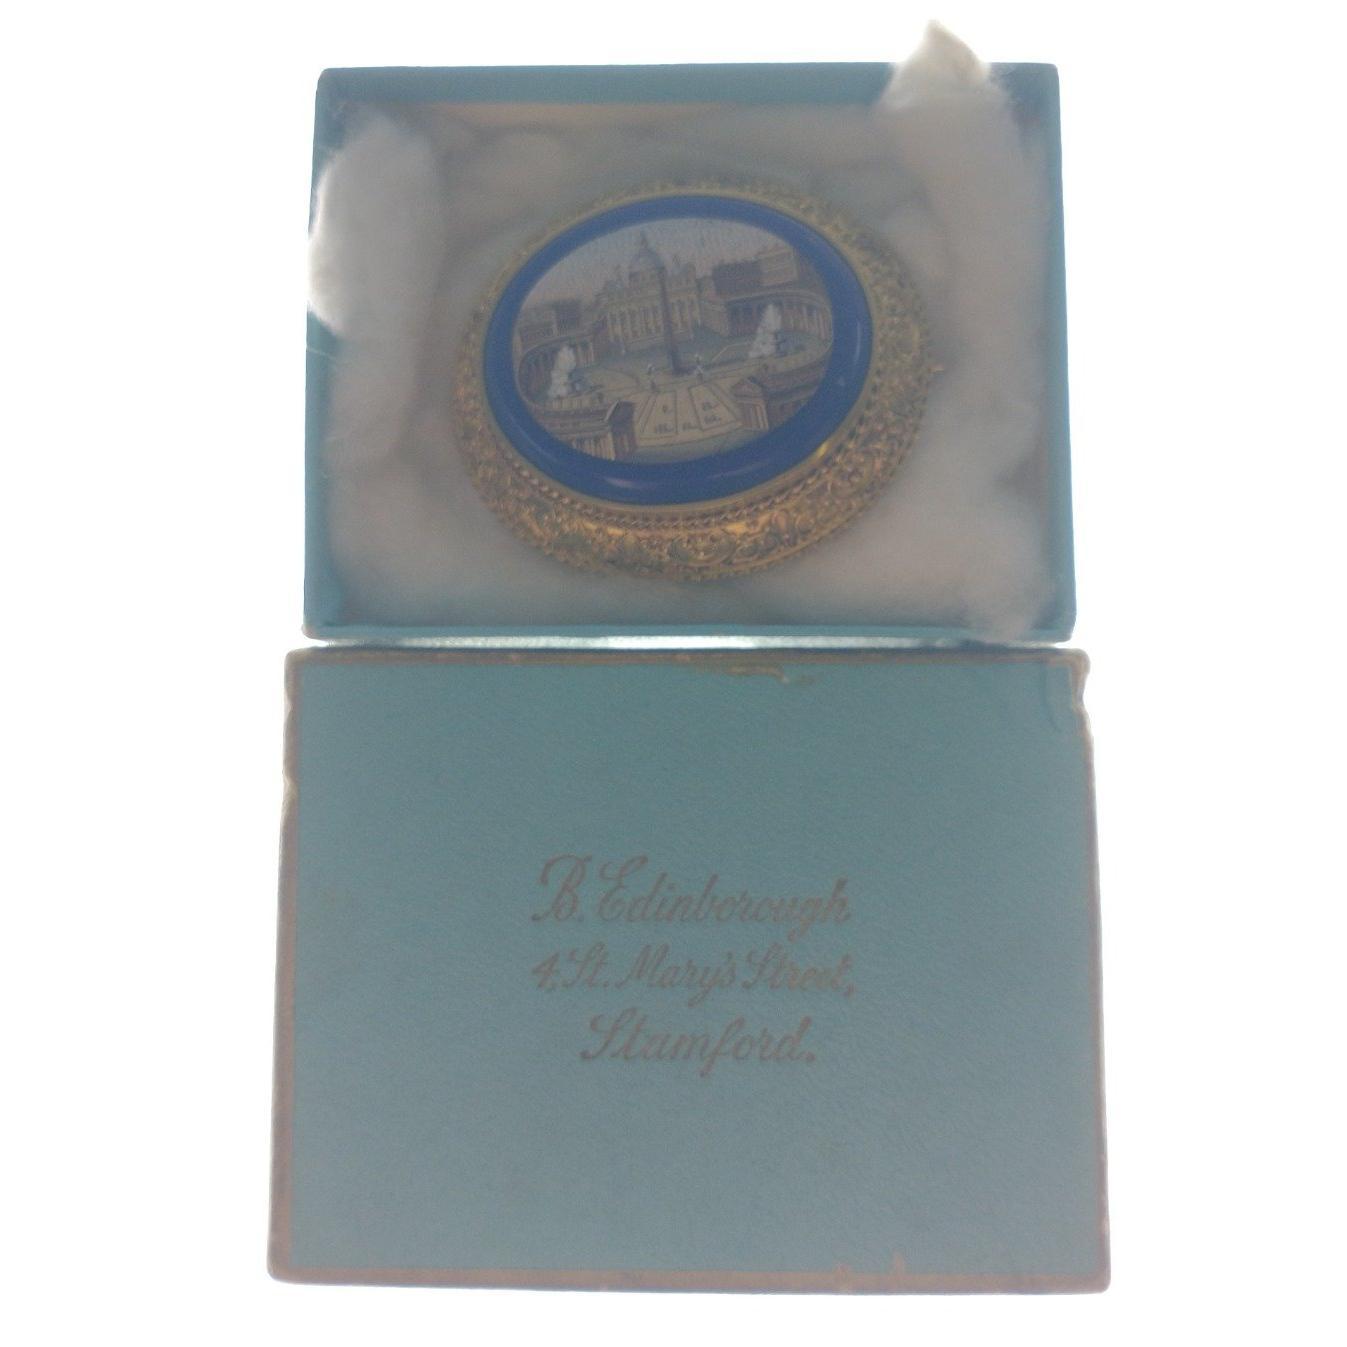 B. Edinborough
4, St. Mary's Street,
Stamford.